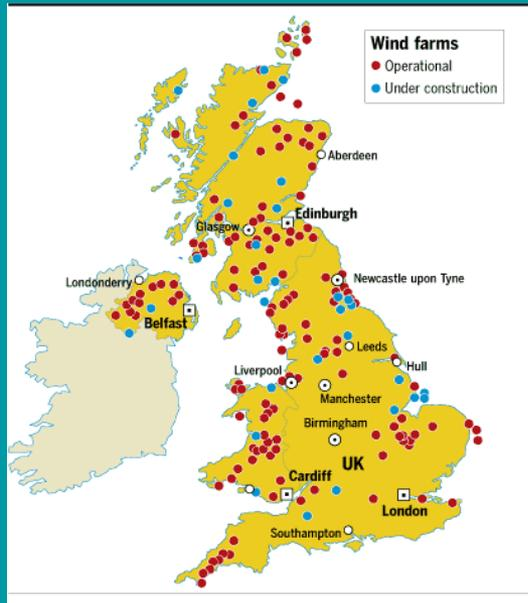 Wind farms
Operational
Under construction
Aberdeen
Edinburgh
Glasgow
Londonderry
Newcastle upon Tyne
Belfast
Leeds
Liverpool
Hull
Manchester
Birmingham
UK
Cardiff
London
Southampton